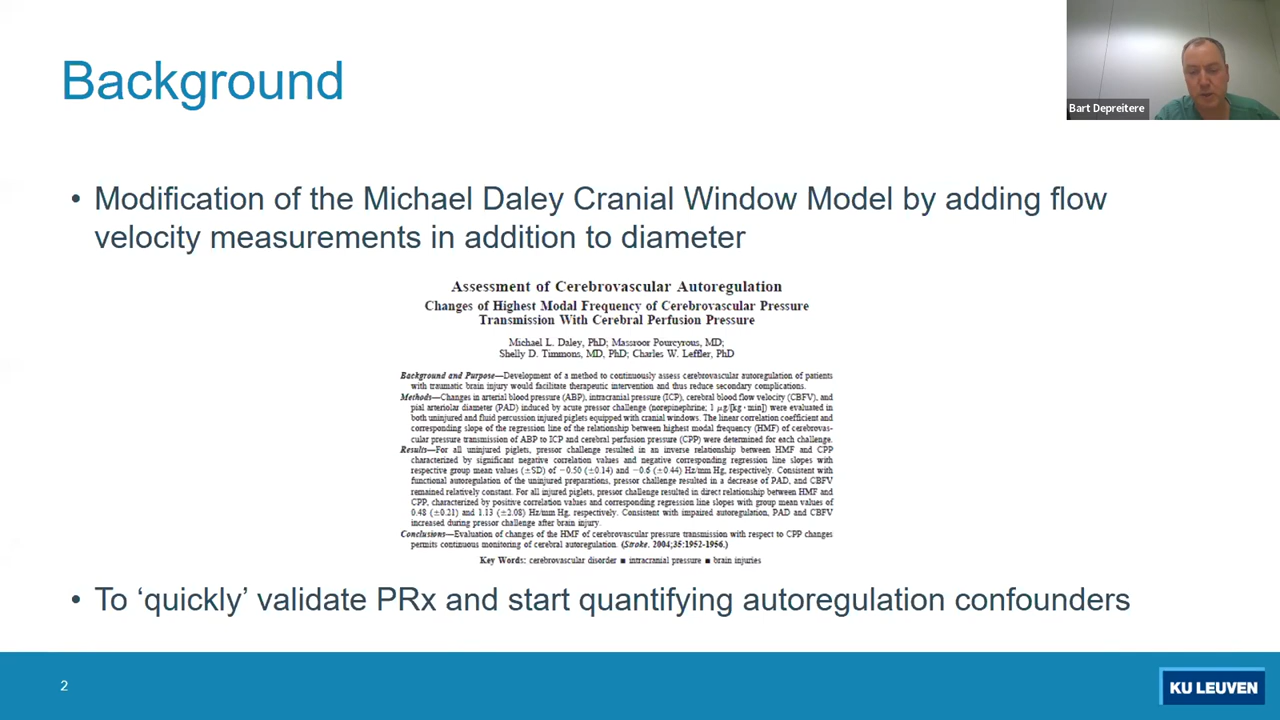 Background
Bart Depreitere
• Modification of the Michael Daley Cranial Window Model by adding flow
velocity measurements in addition to diameter
Assessment of Cerebrovascular Autoregulation
Changes of Highest Modal Frequency of Cerebrovascular Pressure
Transmission With Cerebral Perfusion Pressure
Michael L. Daley, PhD; Massroor Pourcyrous, MD;
Shelly D. Timmons, MD, PhD; Charles W. Leffler, PhD
Background and Purpose—Development of a method to continuously assess cerebrovascular autoregulation of patients
with traumatic brain injury would facilitate therapeutic intervention and thus reduce secondary complications.
Methods—Changes in arterial blood pressure (ABP), intracranial pressure (ICP), cerebral blood flow velocity (CBFV), and
pial arteriolar diameter (PAD) induced by acute pressor challenge (norepinephrine; 1 μg/[kg · min]) were evaluated in
both uninjured and fluid percussion injured piglets equipped with cranial windows. The linear correlation coefficient and
corresponding slope of the regression line of the relationship between highest modal frequency (HMF) of cerebrovas-
cular pressure transmission of ABP to ICP and cerebral perfusion pressure (CPP) were determined for each challenge.
Results—For all uninjured piglets, pressor challenge resulted in an inverse relationship between HMF and CPP
characterized by significant negative correlation values and negative corresponding regression line slopes with
respective group mean values (±SD) of −0.50 (±0.14) and −0.6 (±0.44) Hz/mm Hg, respectively. Consistent with
functional autoregulation of the uninjured preparations, pressor challenge resulted in a decrease of PAD, and CBFV
remained relatively constant. For all injured piglets, pressor challenge resulted in direct relationship between HMF and
CPP, characterized by positive correlation values and corresponding regression line slopes with group mean values of
0.48 (±0.21) and 1.13 (±2.08) Hz/mm Hg, respectively. Consistent with impaired autoregulation, PAD and CBFV
increased during pressor challenge after brain injury.
Conclusions—Evaluation of changes of the HMF of cerebrovascular pressure transmission with respect to CPP changes
permits continuous monitoring of cerebral autoregulation. (Stroke. 2004;35:1952-1956.)
Key Words: cerebrovascular disorder ■ intracranial pressure ■ brain injuries
• To ‘quickly’ validate PRx and start quantifying autoregulation confounders
2
KU LEUVEN